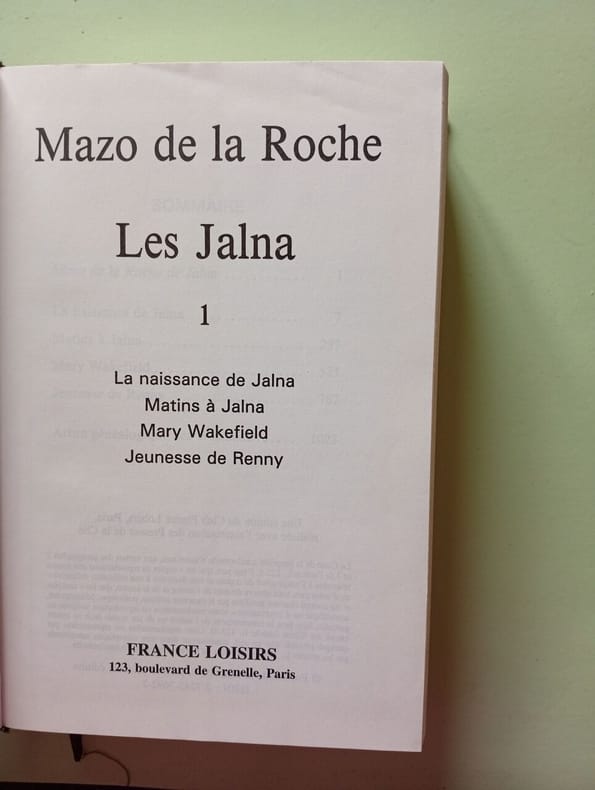 Mazo de la Roche
Les Jalna
1
La naissance de Jalna
Matins à Jalna
Mary Wakefield
Jeunesse de Renny
FRANCE LOISIRS
123, boulevard de Grenelle, Paris